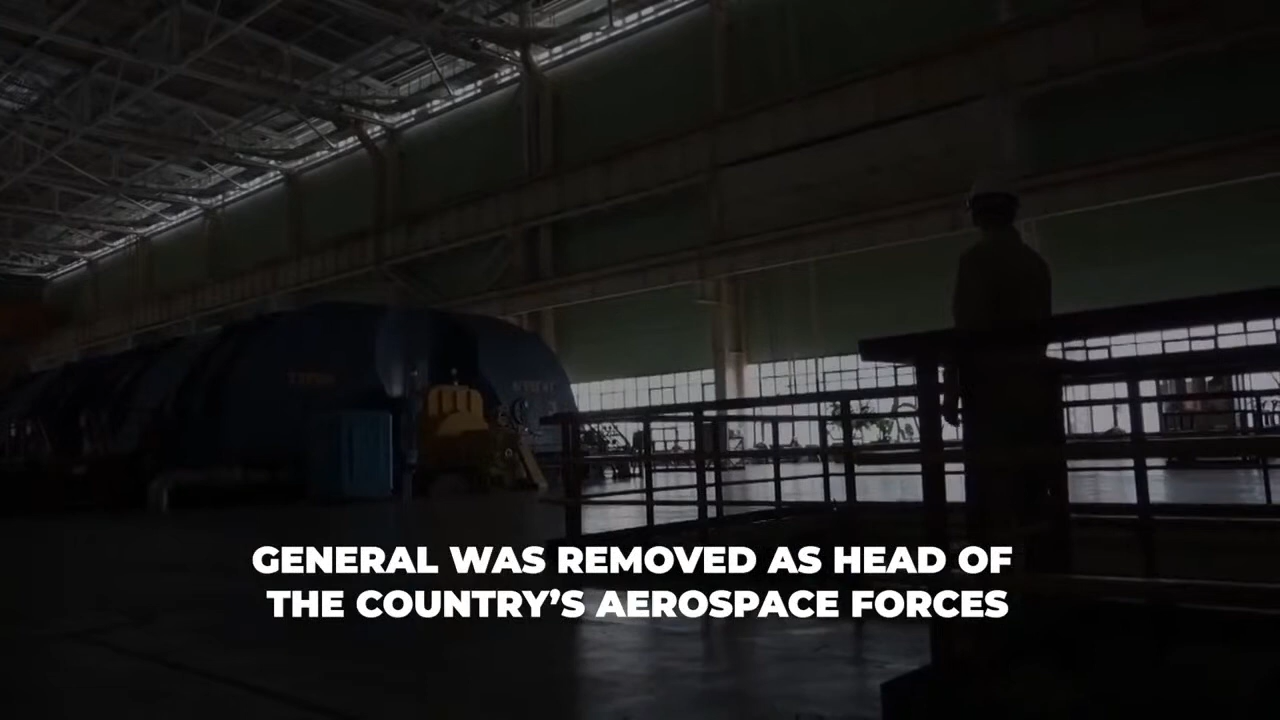 GENERAL WAS REMOVED AS HEAD OF
THE COUNTRY’S AEROSPACE FORCES